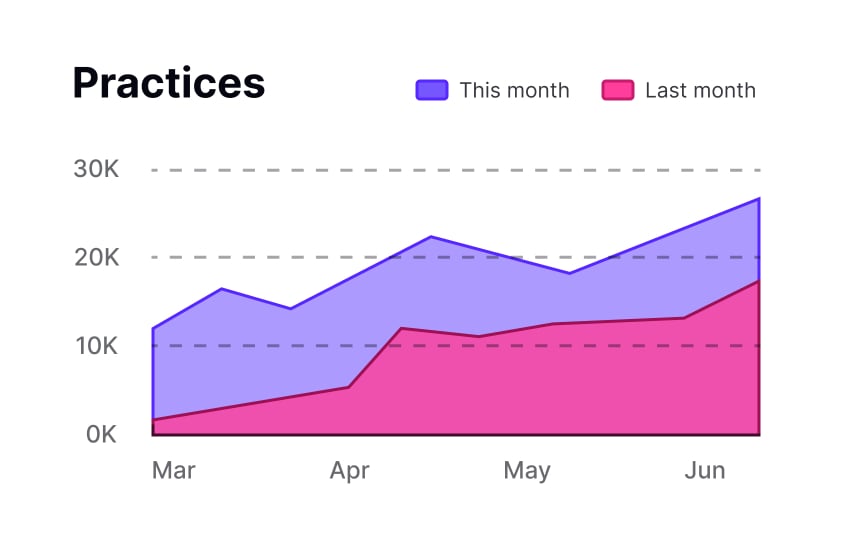 Practices
This month
Last month
30K
20K
10K
0K
Mar Apr May Jun